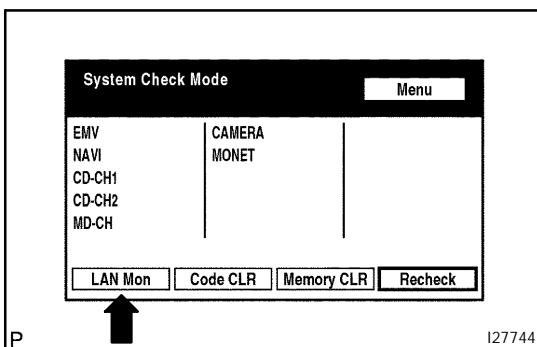 System Check Mode
Menu
EMV
NAVI
CD-CH1
CD-CH2
MD-CH
CAMERA
MONET
LAN Mon
Code CLR
Memory CLR
Recheck
P
I27744